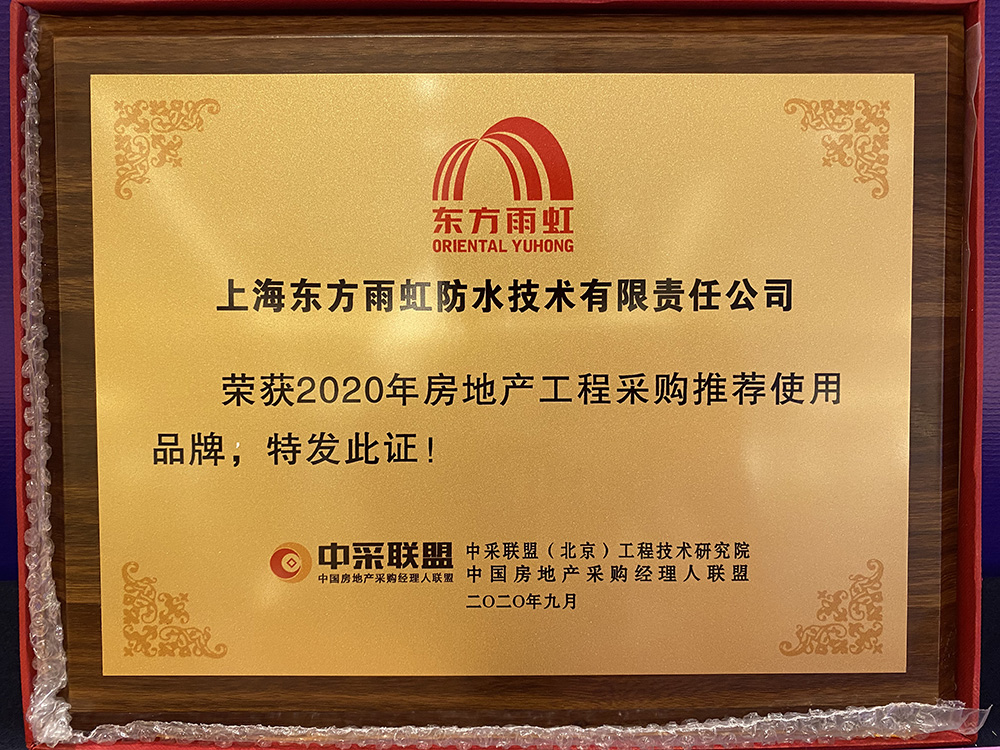 东方雨虹
ORIENTAL YUHONG
上海东方雨虹防水技术有限责任公司
荣获2020年房地产工程采购推荐使用
品牌，特发此证！
中采联盟
中国房地产采购经理人联盟
中采联盟（北京）工程技术研究院
中国房地产采购经理人联盟
二〇二〇年九月